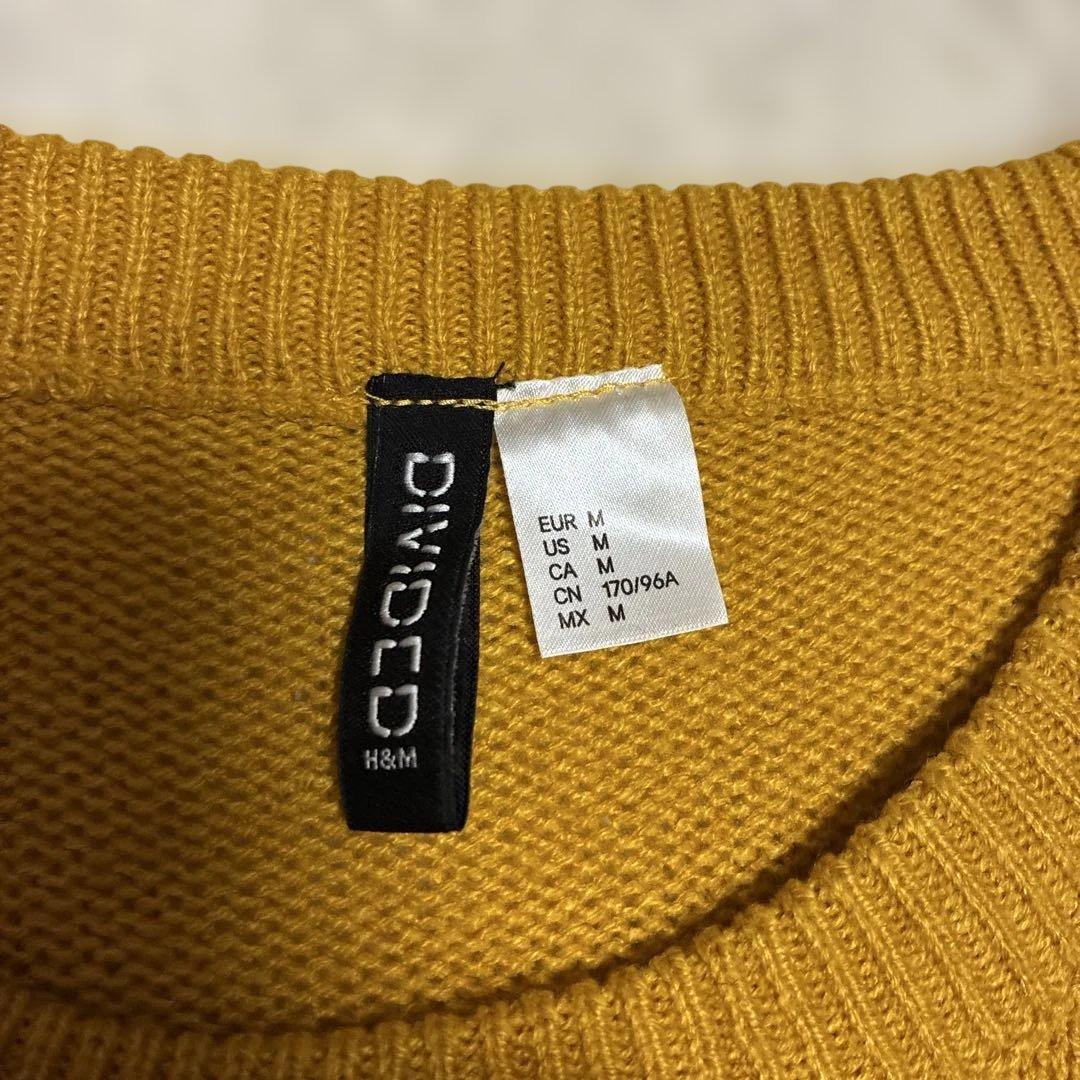 DIVIDED
H&M
EUR M
US M
CA M
CN 170/96A
MX M